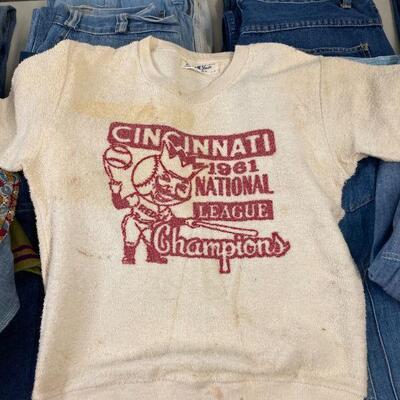 CINCINNATI
1961
NATIONAL
LEAGUE
Champions